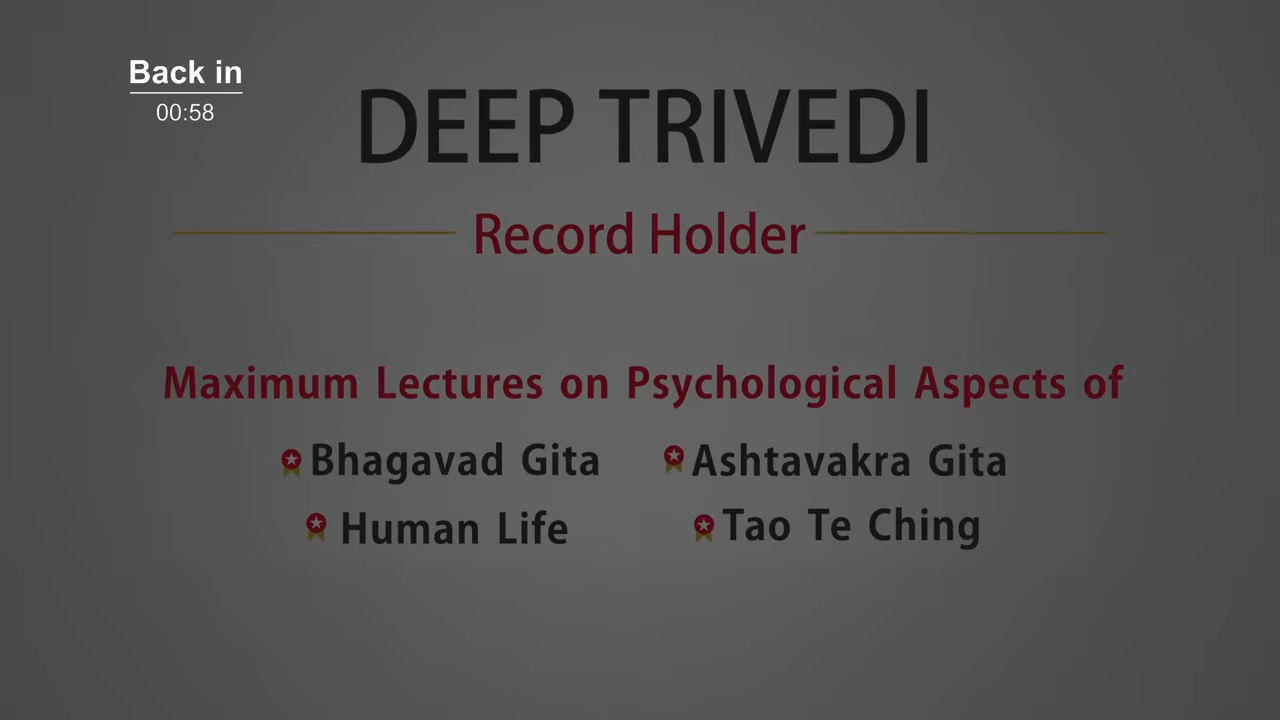 Back in
00:58
DEEP TRIVEDI
Record Holder
Maximum Lectures on Psychological Aspects of
Bhagavad Gita Ashtavakra Gita
Human Life Tao Te Ching